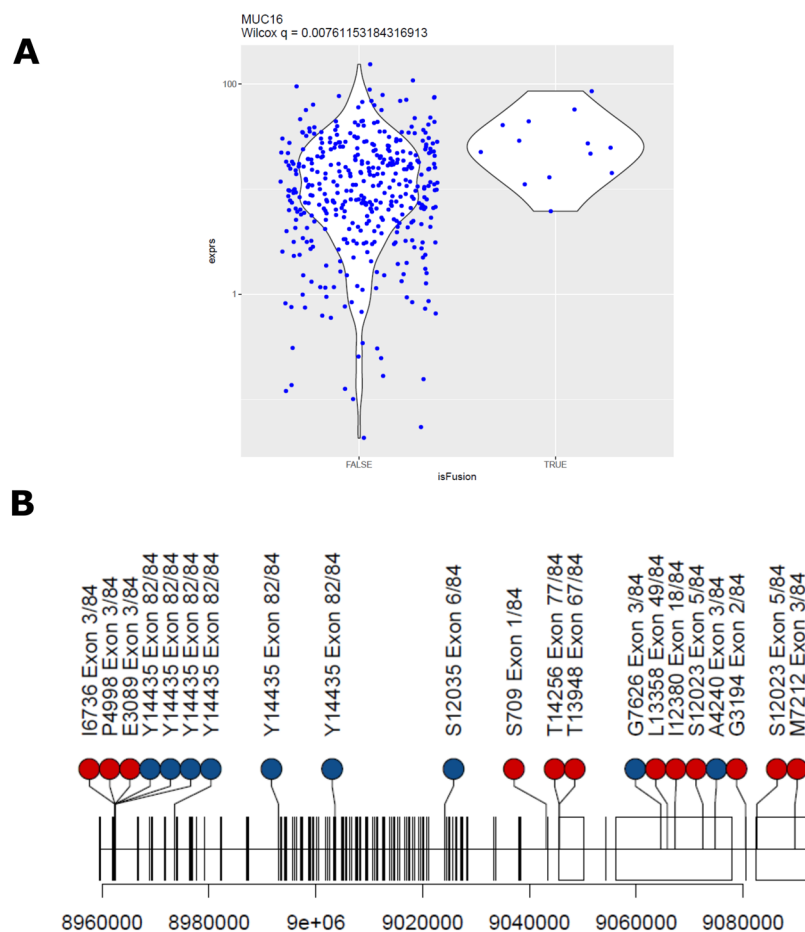 A
MUC16
Wilcox q = 0.00761153184316913
100
1
exprs
FALSE
TRUE
isFusion
B
I6736 Exon 3/84
P4998 Exon 3/84
E3089 Exon 3/84
Y14435 Exon 82/84
Y14435 Exon 82/84
Y14435 Exon 82/84
Y14435 Exon 82/84
Y14435 Exon 82/84
Y14435 Exon 82/84
S12035 Exon 6/84
S709 Exon 1/84
T14256 Exon 77/84
T13948 Exon 67/84
G7626 Exon 3/84
L13358 Exon 49/84
I12380 Exon 18/84
S12023 Exon 5/84
A4240 Exon 3/84
G3194 Exon 2/84
S12023 Exon 5/84
M7212 Exon 3/84
8960000
8980000
9e+06
9020000
9040000
9060000
9080000